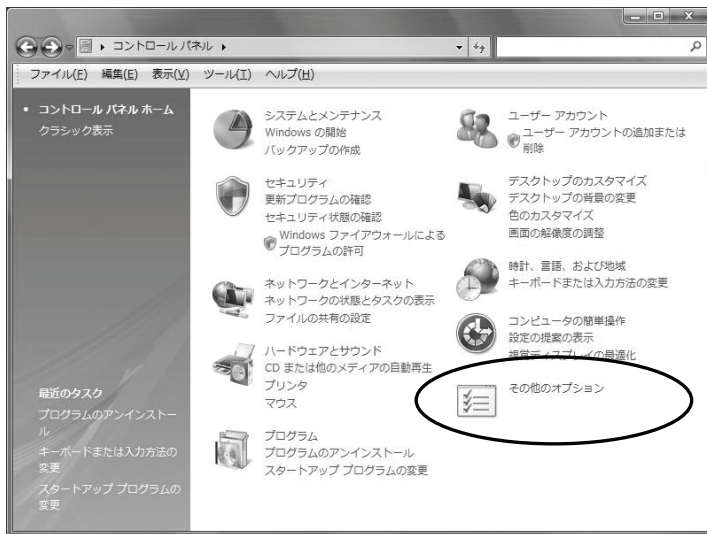 コントロール パネル
ファイル(F) 編集(E) 表示(V) ツール(T) ヘルプ(H)
コントロール パネル ホーム
クラシック表示
最近のタスク
プログラムのアンインストー
ル
キーボードまたは入力方法の
変更
スタートアップ プログラムの
変更
システムとメンテナンス
Windows の開始
バックアップの作成
セキュリティ
更新プログラムの確認
セキュリティ状態の確認
Windows ファイアウォールによる
プログラムの許可
ネットワークとインターネット
ネットワークの状態とタスクの表示
ファイルの共有の設定
ハードウェアとサウンド
CD または他のメディアの自動再生
プリンタ
マウス
プログラム
プログラムのアンインストール
スタートアップ プログラムの変更
ユーザー アカウント
ユーザー アカウントの追加または
削除
デスクトップのカスタマイズ
デスクトップの背景の変更
色のカスタマイズ
画面の解像度の調整
時計、言語、および地域
キーボードまたは入力方法の変更
コンピュータの簡単操作
設定の提案の表示
視覚ディスプレイの最適化
その他のオプション